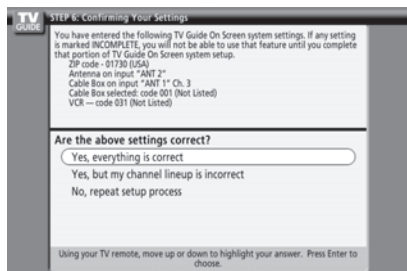 TV
GUIDE
STEP 6: Confirming Your Settings
You have entered the following TV Guide On Screen system settings. If any setting
is marked INCOMPLETE, you will not be able to use that feature until you complete
that portion of TV Guide On Screen system setup.
ZIP code - 01730 (USA)
Antenna on input "ANT 2"
Cable Box on input "ANT 1" Ch. 3
Cable Box selected: code 001 (Not Listed)
VCR — code 031 (Not Listed)
Are the above settings correct?
Yes, everything is correct
Yes, but my channel lineup is incorrect
No, repeat setup process
Using your TV remote, move up or down to highlight your answer. Press Enter to
choose.